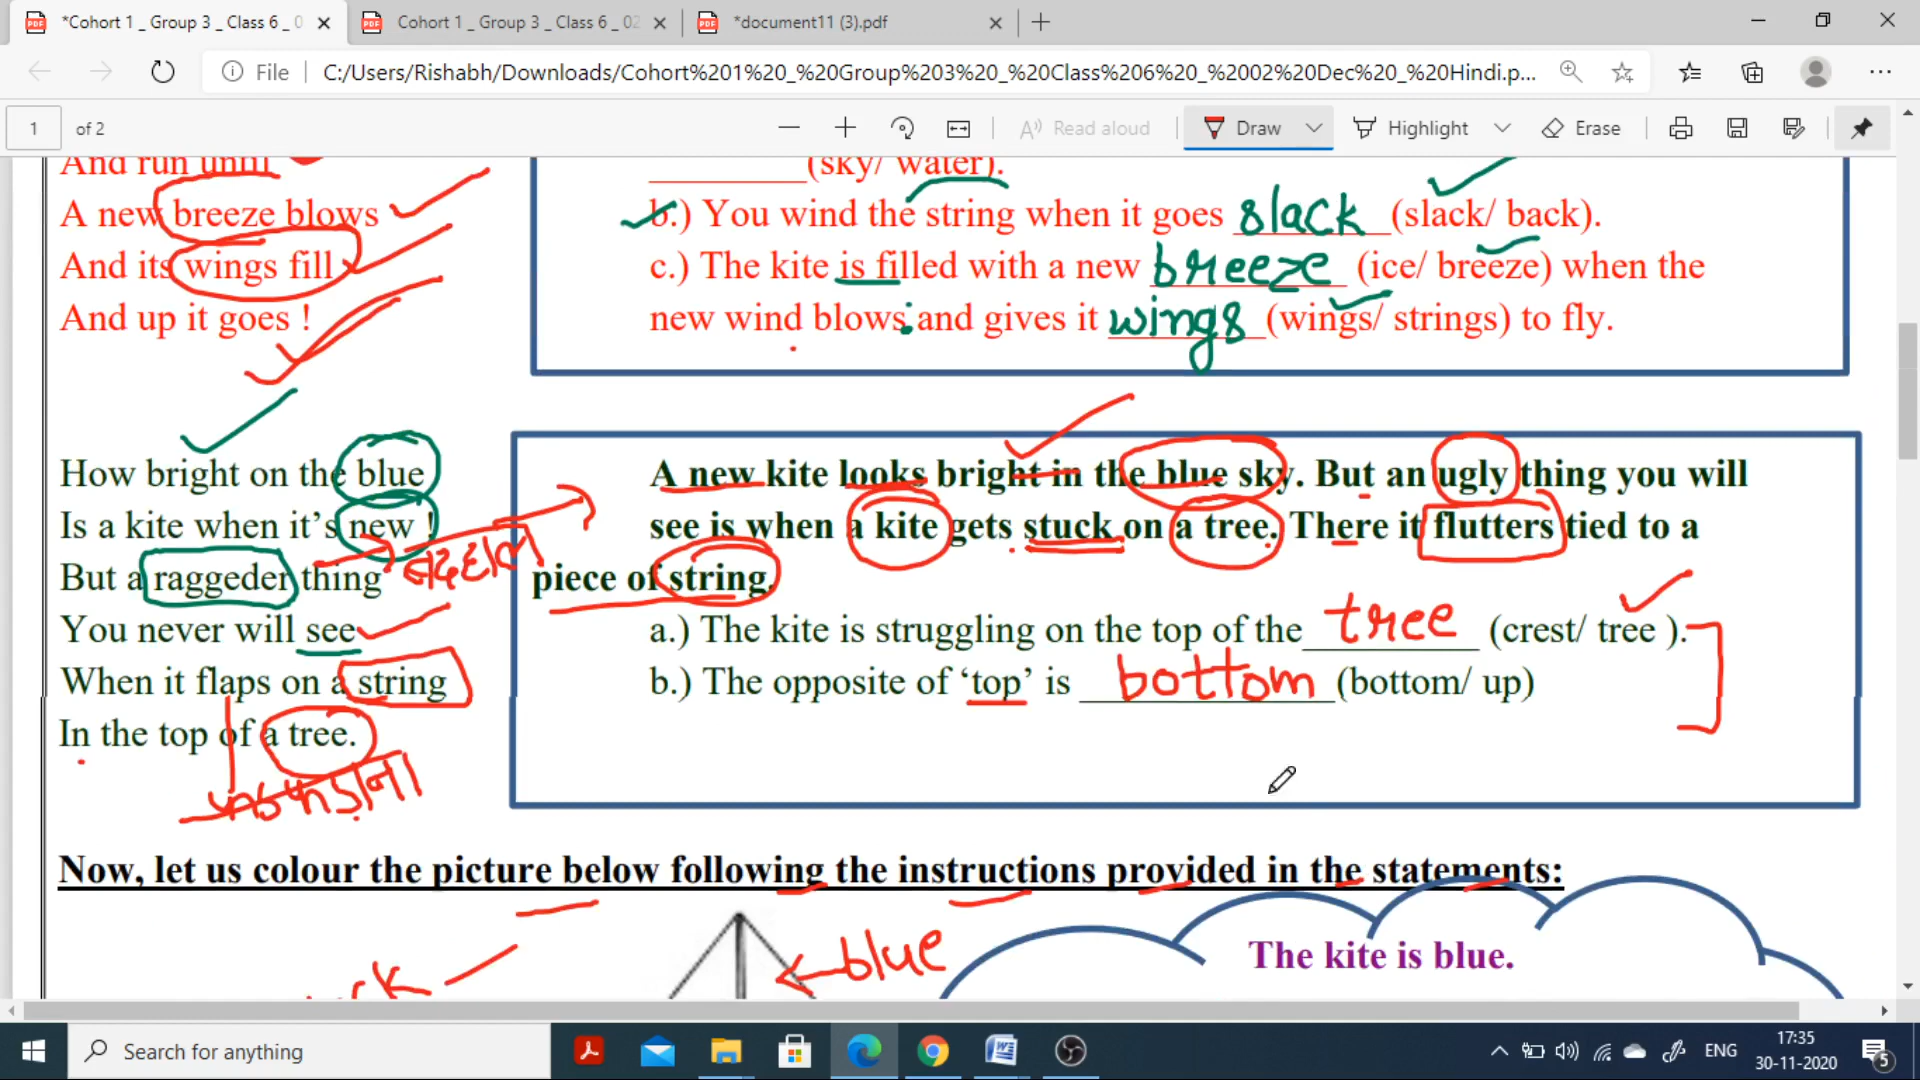 *Cohort 1 _ Group 3 _ Class 6 _ 0
Cohort 1 _ Group 3 _ Class 6 _ 02
*document11 (3).pdf
File
C:/Users/Rishabh/Downloads/Cohort%201%20_%20Group%203%20_%20Class%206%20_%2002%20Dec%20_%20Hindi.p...
1 of 2
Read aloud
Draw
Highlight
Erase
And run until
A new breeze blows
And its wings fill
And up it goes !
(sky/ water).
b.) You wind the string when it goes slack (slack/ back).
c.) The kite is filled with a new breeze (ice/ breeze) when the
new wind blows and gives it wings (wings/ strings) to fly.
How bright on the blue
Is a kite when it's new !
But a raggeder thing
You never will see
When it flaps on a string
In the top of a tree.
A new kite looks bright in the blue sky. But an ugly thing you will
see is when a kite gets stuck on a tree. There it flutters tied to a
piece of string.
a.) The kite is struggling on the top of the tree (crest/ tree ).
b.) The opposite of ‘top’ is bottom (bottom/ up)
Now, let us colour the picture below following the instructions provided in the statements:
blue
The kite is blue.
Search for anything
ENG
17:35
30-11-2020
5